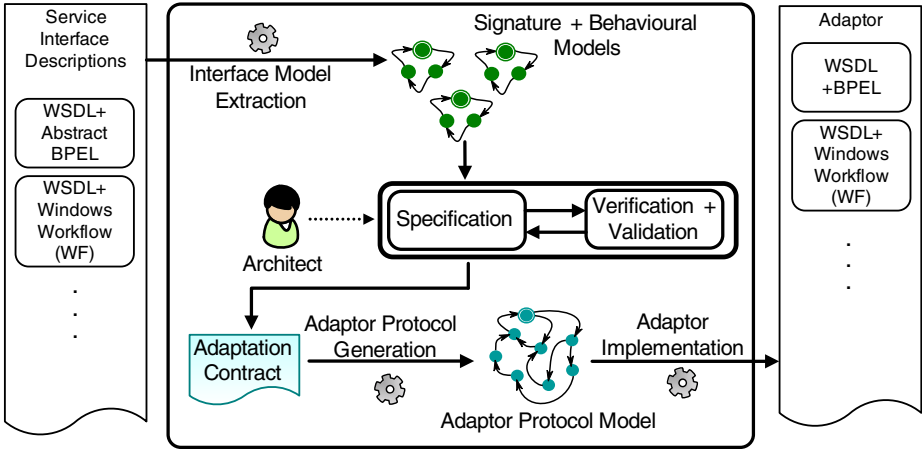 Service
Interface
Descriptions
WSDL+
Abstract
BPEL
WSDL+
Windows
Workflow
(WF)
Interface Model
Extraction
Signature + Behavioural
Models
Architect
Specification
Verification +
Validation
Adaptation
Contract
Adaptor Protocol
Generation
Adaptor Protocol Model
Adaptor
Implementation
Adaptor
WSDL
+BPEL
WSDL+
Windows
Workflow
(WF)